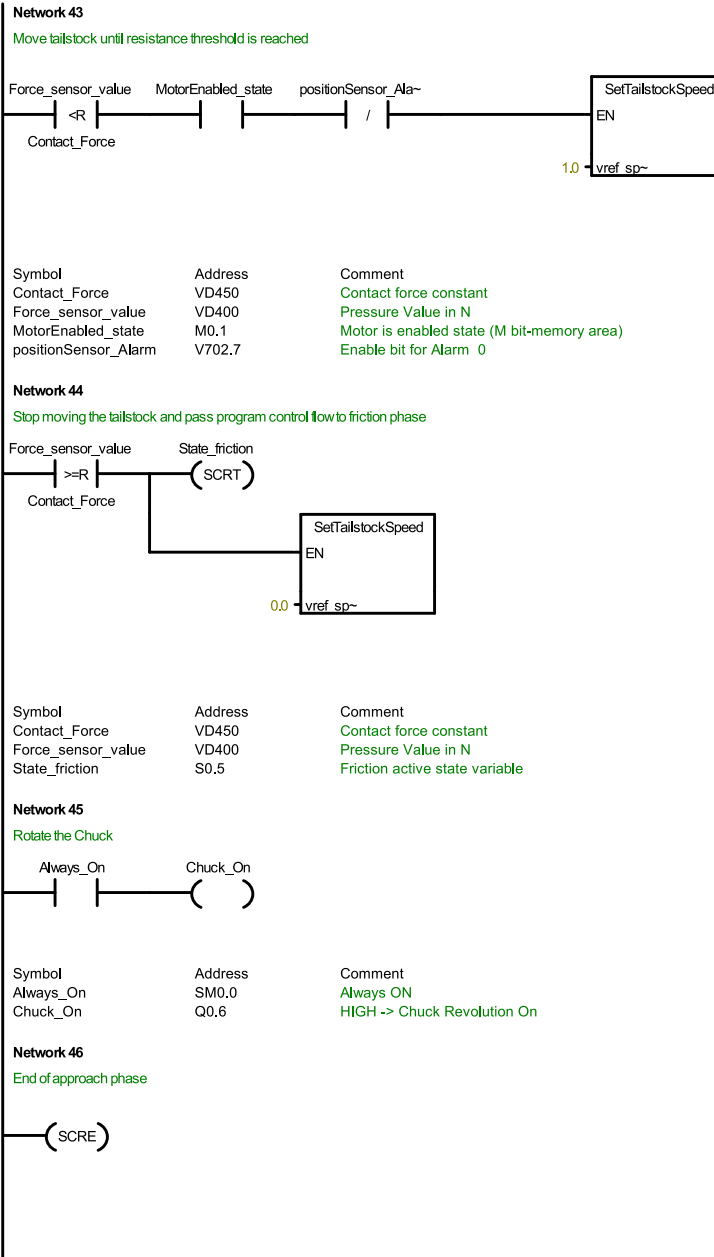 Network 43
Move tailstock until resistance threshold is reached
Force_sensor_value MotorEnabled_state positionSensor_Ala~ SetTailstockSpeed
<R / EN
Contact_Force
1.0 vref_sp~
Symbol Address Comment
Contact_Force VD450 Contact force constant
Force_sensor_value VD400 Pressure Value in N
MotorEnabled_state M0.1 Motor is enabled state (M bit-memory area)
positionSensor_Alarm V702.7 Enable bit for Alarm 0
Network 44
Stop moving the tailstock and pass program control flow to friction phase
Force_sensor_value State_friction
>=R SCRT
Contact_Force
SetTailstockSpeed
EN
0.0 vref_sp~
Symbol Address Comment
Contact_Force VD450 Contact force constant
Force_sensor_value VD400 Pressure Value in N
State_friction S0.5 Friction active state variable
Network 45
Rotate the Chuck
Always_On Chuck_On
Symbol Address Comment
Always_On SM0.0 Always ON
Chuck_On Q0.6 HIGH -> Chuck Revolution On
Network 46
End of approach phase
SCRE